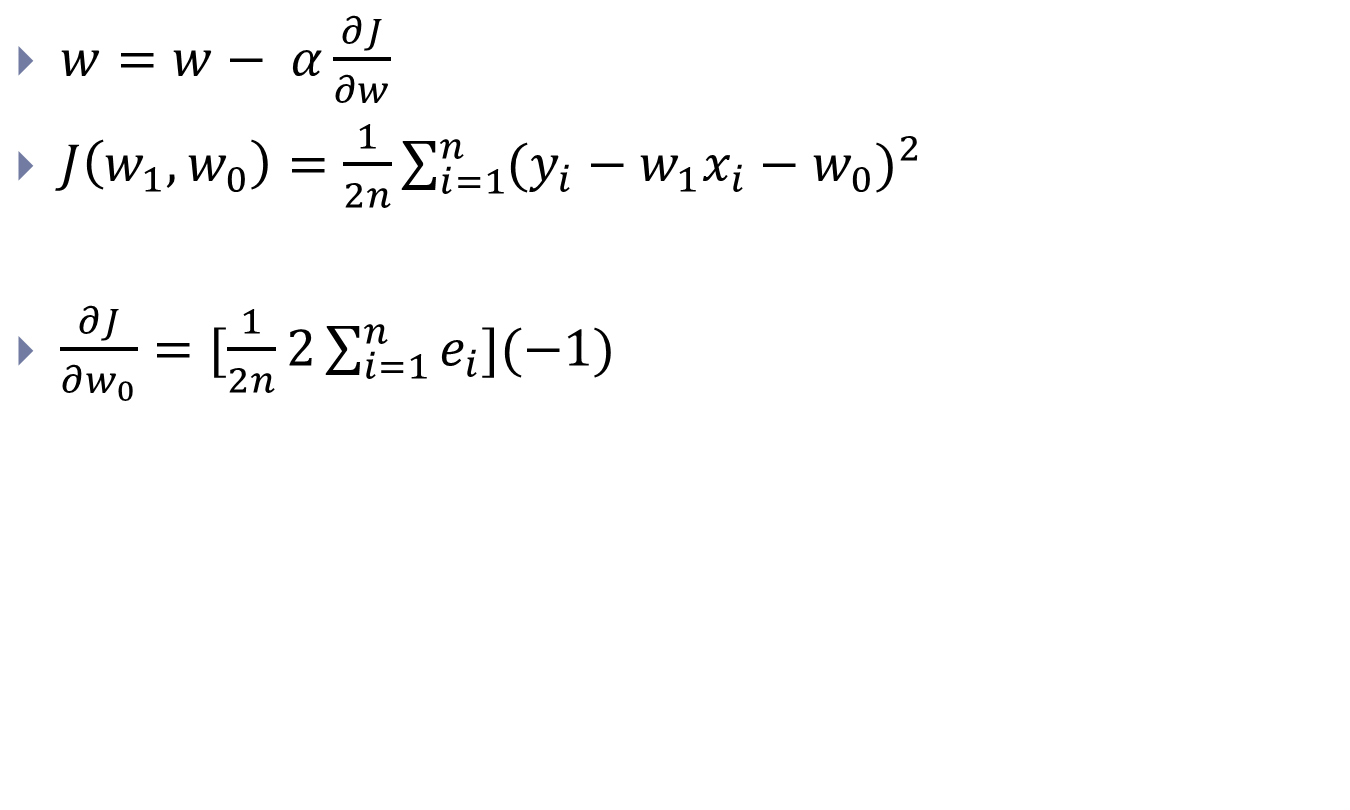 w = w − α ∂J/∂w
J(w₁, w₀) = 1/2n ∑ⁿᵢ₌₁(yᵢ − w₁xᵢ − w₀)²
∂J/∂w₀ = [1/2n 2 ∑ⁿᵢ₌₁ eᵢ](−1)